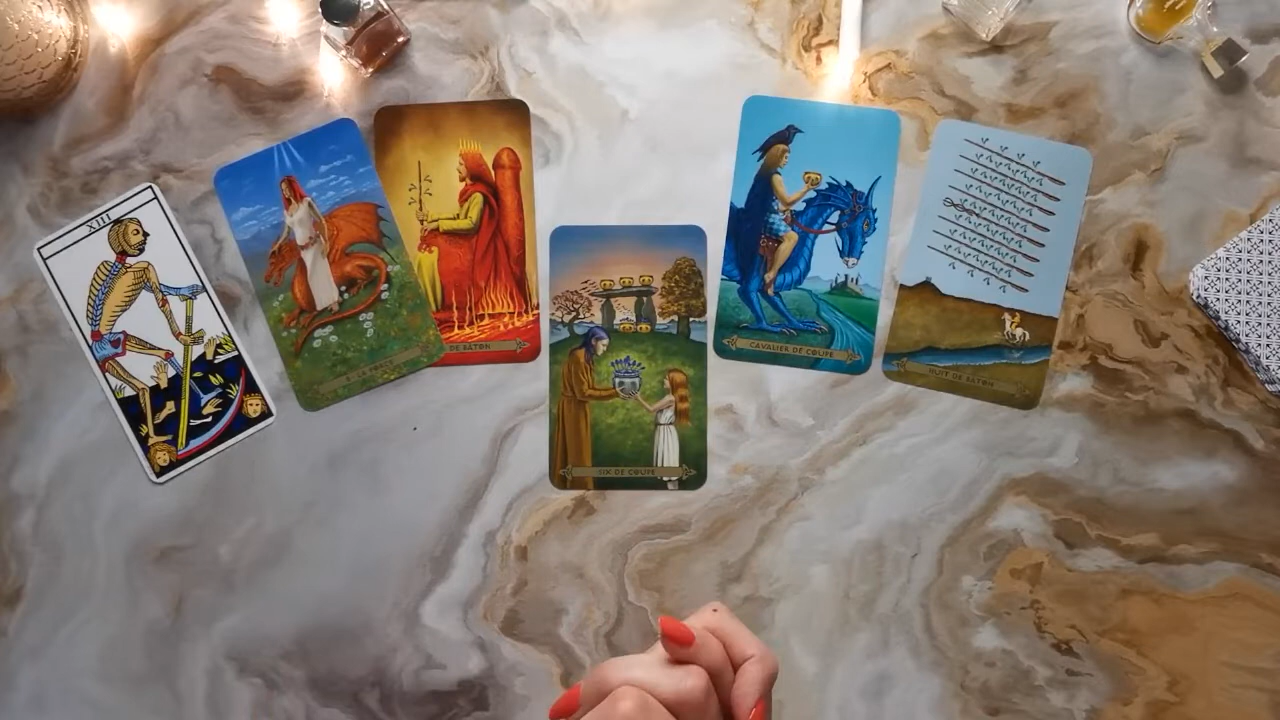 XIII
DE BÂTON
SIX DE COUPE
CAVALIER DE COUPE
HUIT DE BÂTON